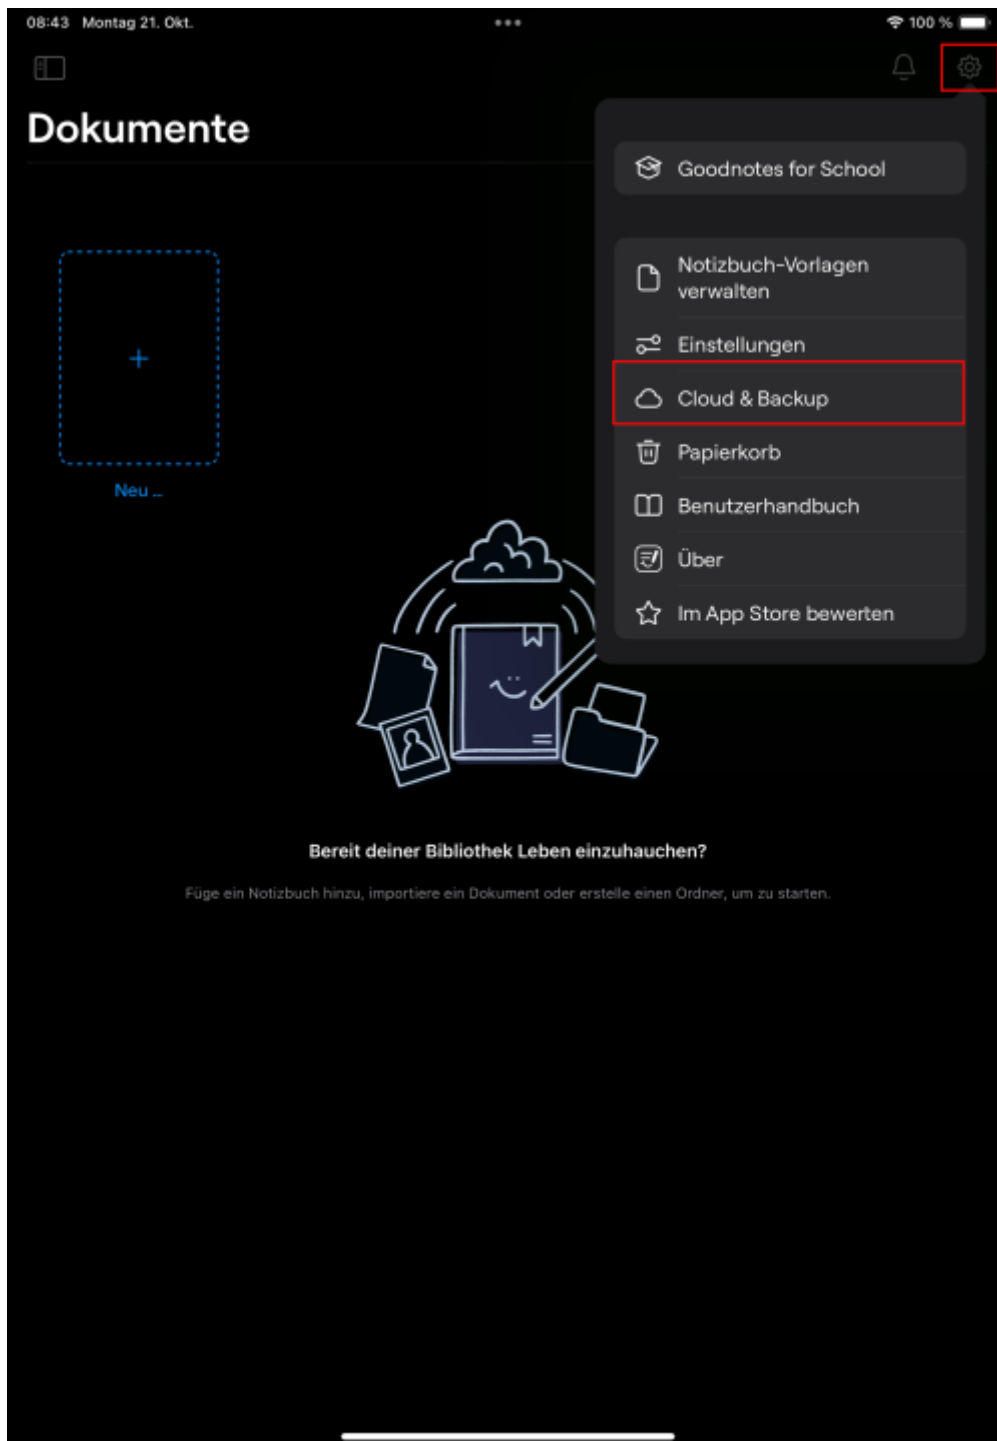 08:43 Montag 21. Okt.
100 %
Dokumente
Goodnotes for School
Notizbuch-Vorlagen
verwalten
Einstellungen
Cloud & Backup
Papierkorb
Benutzerhandbuch
Über
Im App Store bewerten
Neu ...
Bereit deiner Bibliothek Leben einzuhauchen?
Füge ein Notizbuch hinzu, importiere ein Dokument oder erstelle einen Ordner, um zu starten.